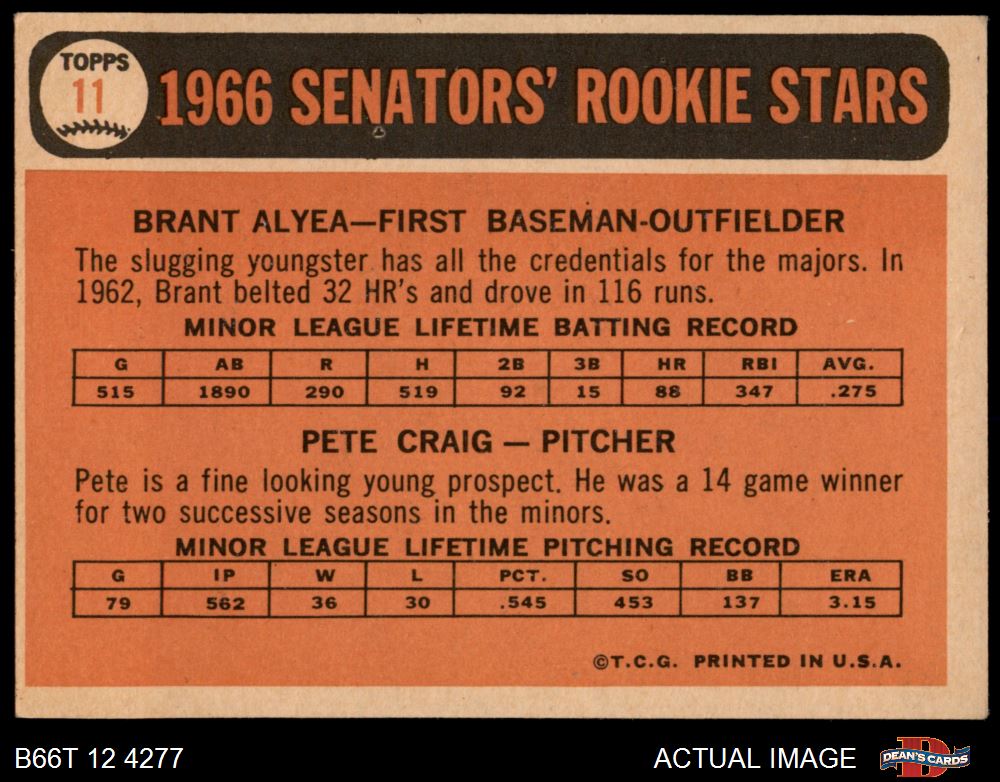 TOPPS
11
1966 SENATORS' ROOKIE STARS
BRANT ALYEA—FIRST BASEMAN-OUTFIELDER
The slugging youngster has all the credentials for the majors. In
1962, Brant belted 32 HR's and drove in 116 runs.
MINOR LEAGUE LIFETIME BATTING RECORD
G AB R H 2B 3B HR RBI AVG.
515 1890 290 519 92 15 88 347 .275
PETE CRAIG — PITCHER
Pete is a fine looking young prospect. He was a 14 game winner
for two successive seasons in the minors.
MINOR LEAGUE LIFETIME PITCHING RECORD
G IP W L PCT. SO BB ERA
79 562 36 30 .545 453 137 3.15
©T.C.G. PRINTED IN U.S.A.
B66T 12 4277 ACTUAL IMAGE DEAN'S CARDS